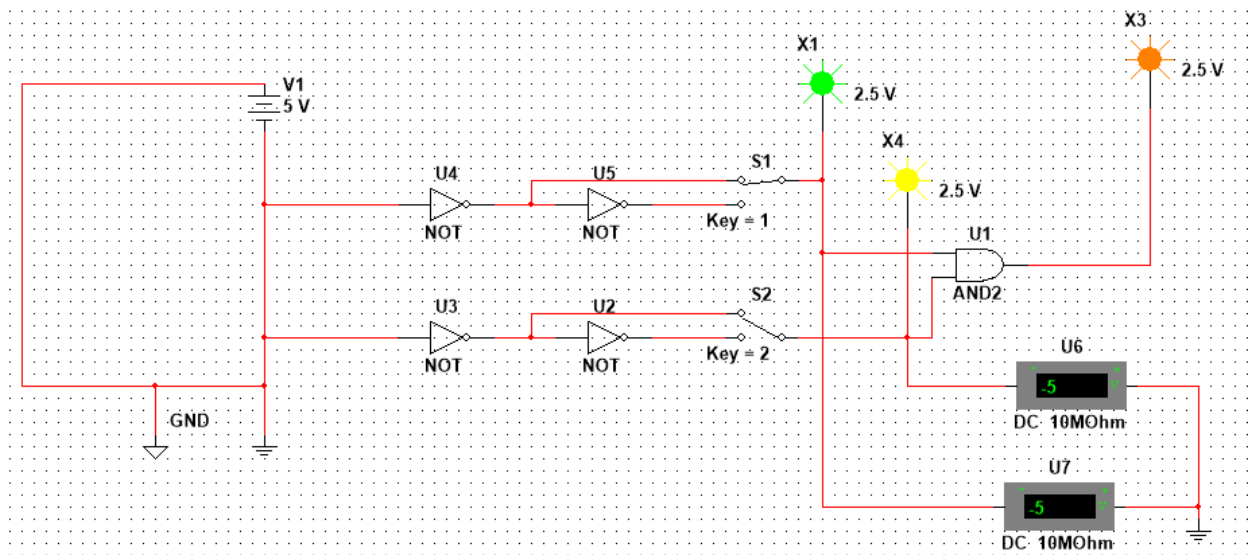 X3
2.5 V
X1
2.5 V
V1
5 V
X4
2.5 V
U4
NOT
U5
NOT
S1
Key = 1
U1
AND2
U3
NOT
U2
NOT
S2
Key = 2
U6
- +
-5 V
DC 10MOhm
GND
U7
- +
-5 V
DC 10MOhm